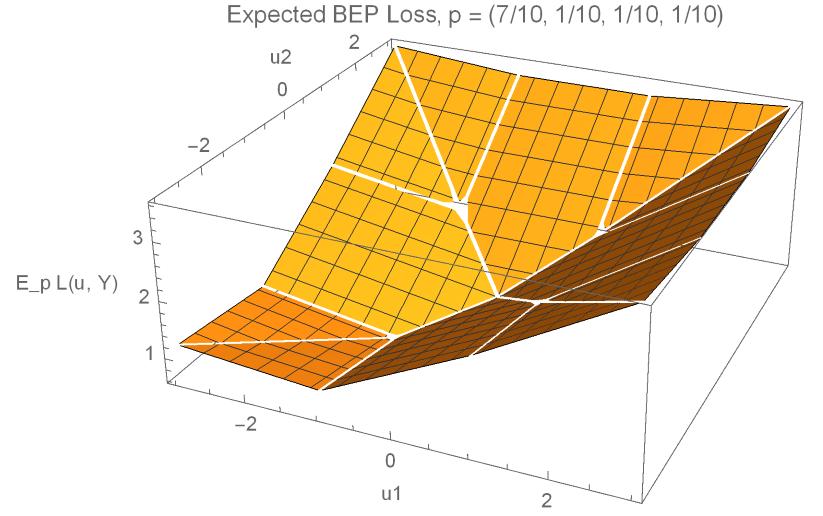 Expected BEP Loss, p = (7/10, 1/10, 1/10, 1/10)
2
u2
0
−2
3
E_p L(u, Y)
2
1
−2
0
u1
2